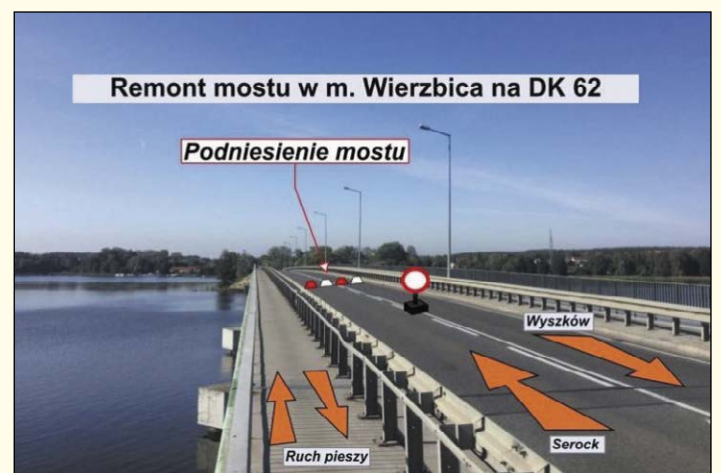 Remont mostu w m. Wierzbica na DK 62
Podniesienie mostu
Wyszków
Serock
Ruch pieszy